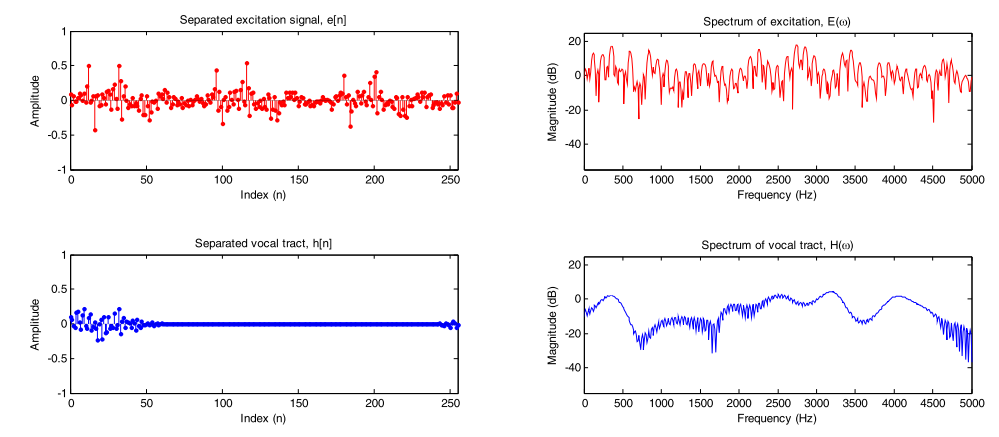 Separated excitation signal, e[n]
1
0.5
0
-0.5
-1
Amplitude
0 50 100 150 200 250
Index (n)
Spectrum of excitation, E(ω)
20
0
-20
-40
Magnitude (dB)
0 500 1000 1500 2000 2500 3000 3500 4000 4500 5000
Frequency (Hz)
Separated vocal tract, h[n]
1
0.5
0
-0.5
-1
Amplitude
0 50 100 150 200 250
Index (n)
Spectrum of vocal tract, H(ω)
20
0
-20
-40
Magnitude (dB)
0 500 1000 1500 2000 2500 3000 3500 4000 4500 5000
Frequency (Hz)